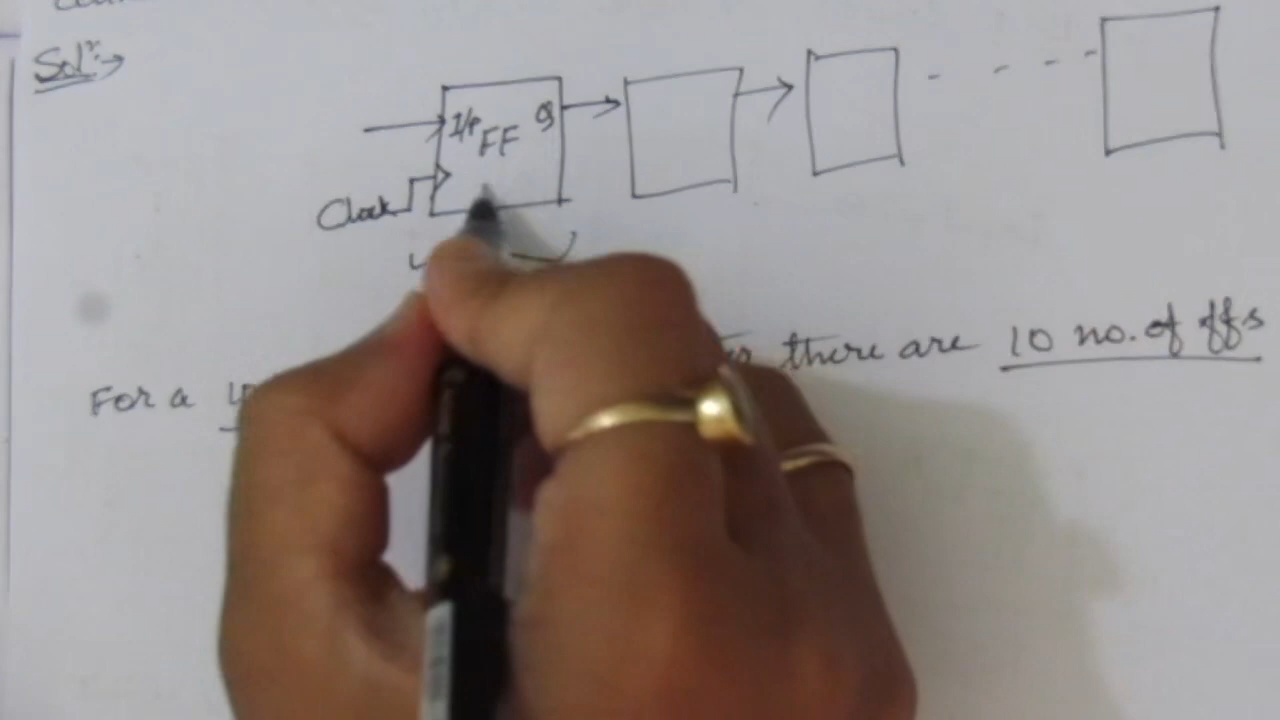 Solⁿ:→
I/P FF Q
Clock
For a there are 10 no. of ffs